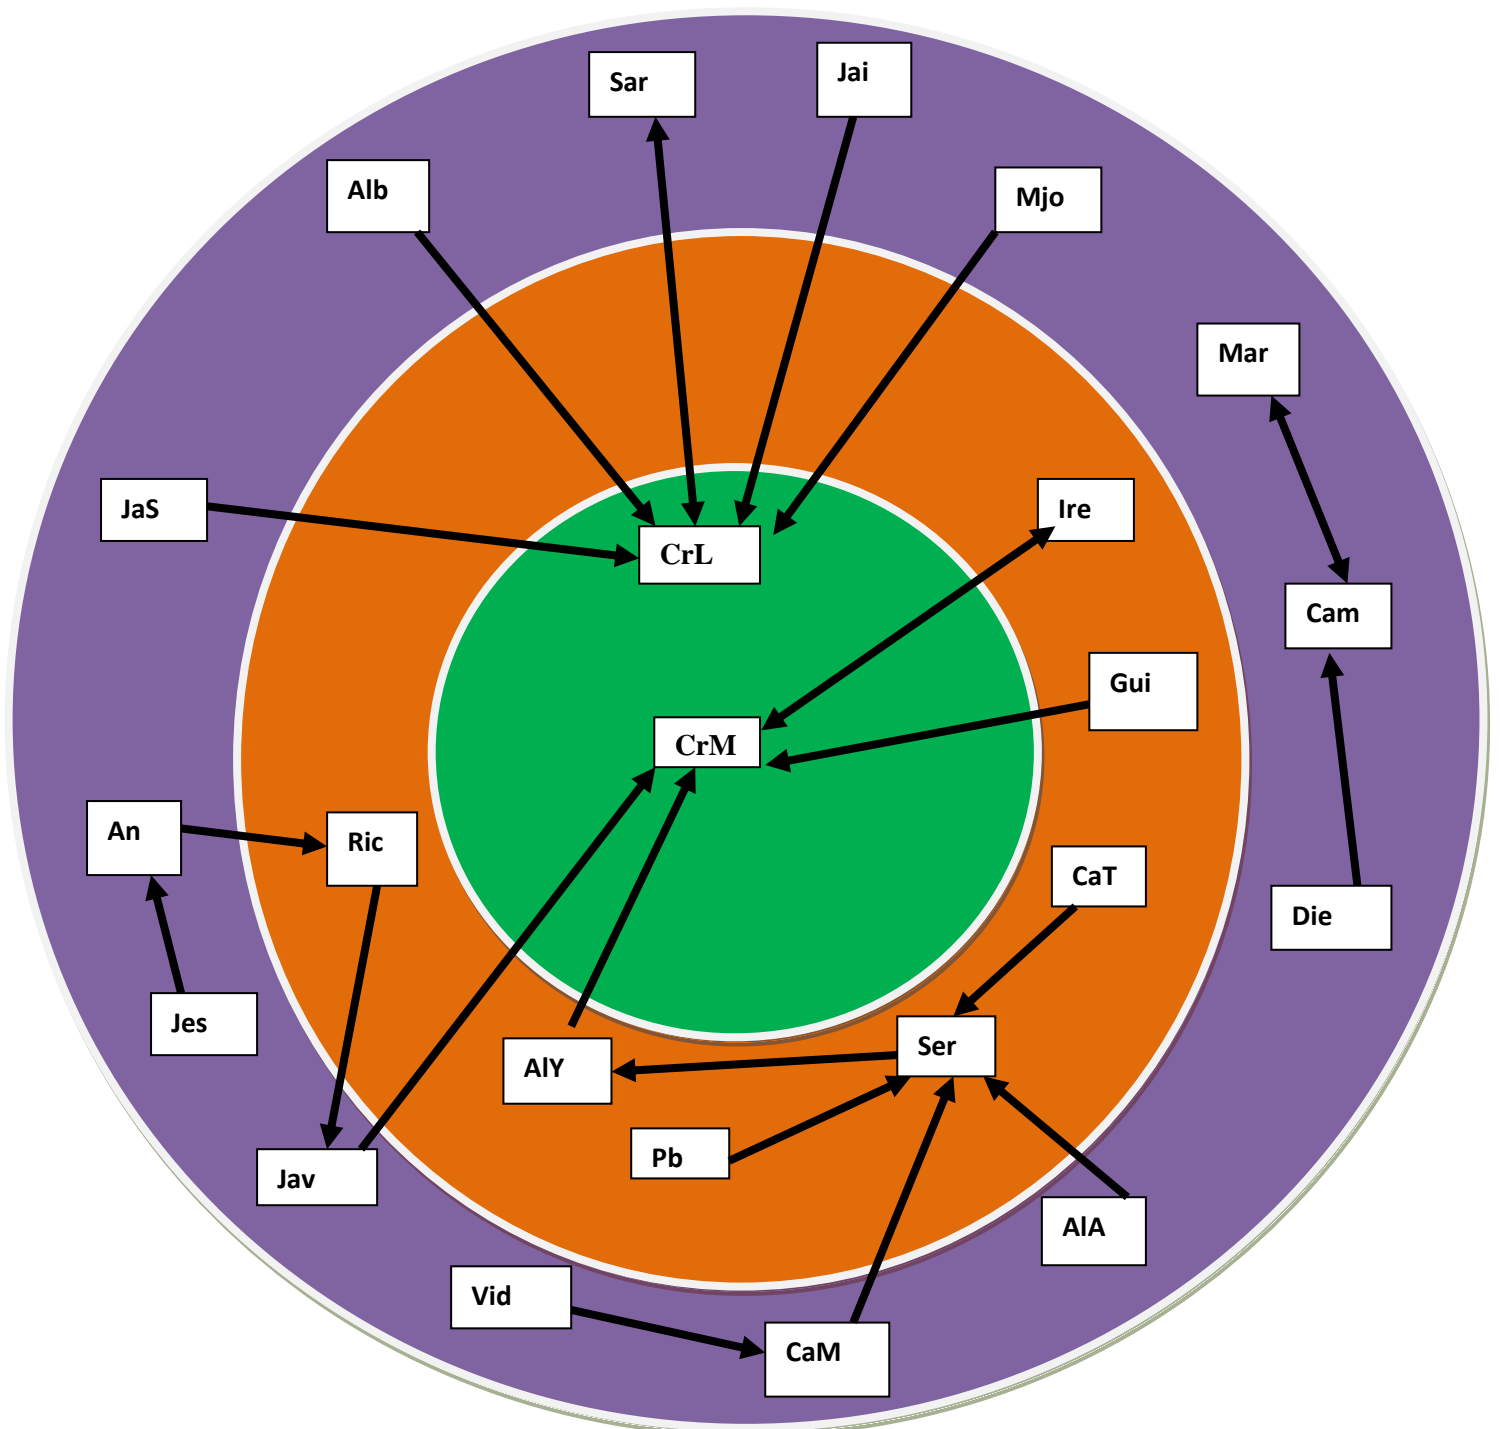 Jai
Sar
Alb
Mjo
Mar
JaS
Ire
CrL
Cam
Gui
CrM
An
Ric
CaT
Die
Jes
Ser
AlY
Pb
Jav
AlA
Vid
CaM